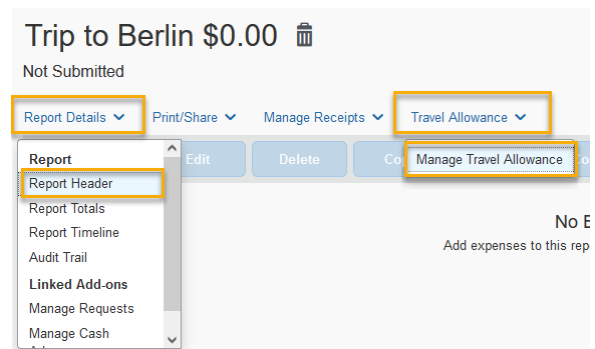 Trip to Berlin $0.00
Not Submitted
Report Details Print/Share Manage Receipts Travel Allowance
Report
Edit Delete Manage Travel Allowance
Report Header
Report Totals
Report Timeline
Audit Trail
Linked Add-ons
Manage Requests
Manage Cash
No
Add expenses to this rep